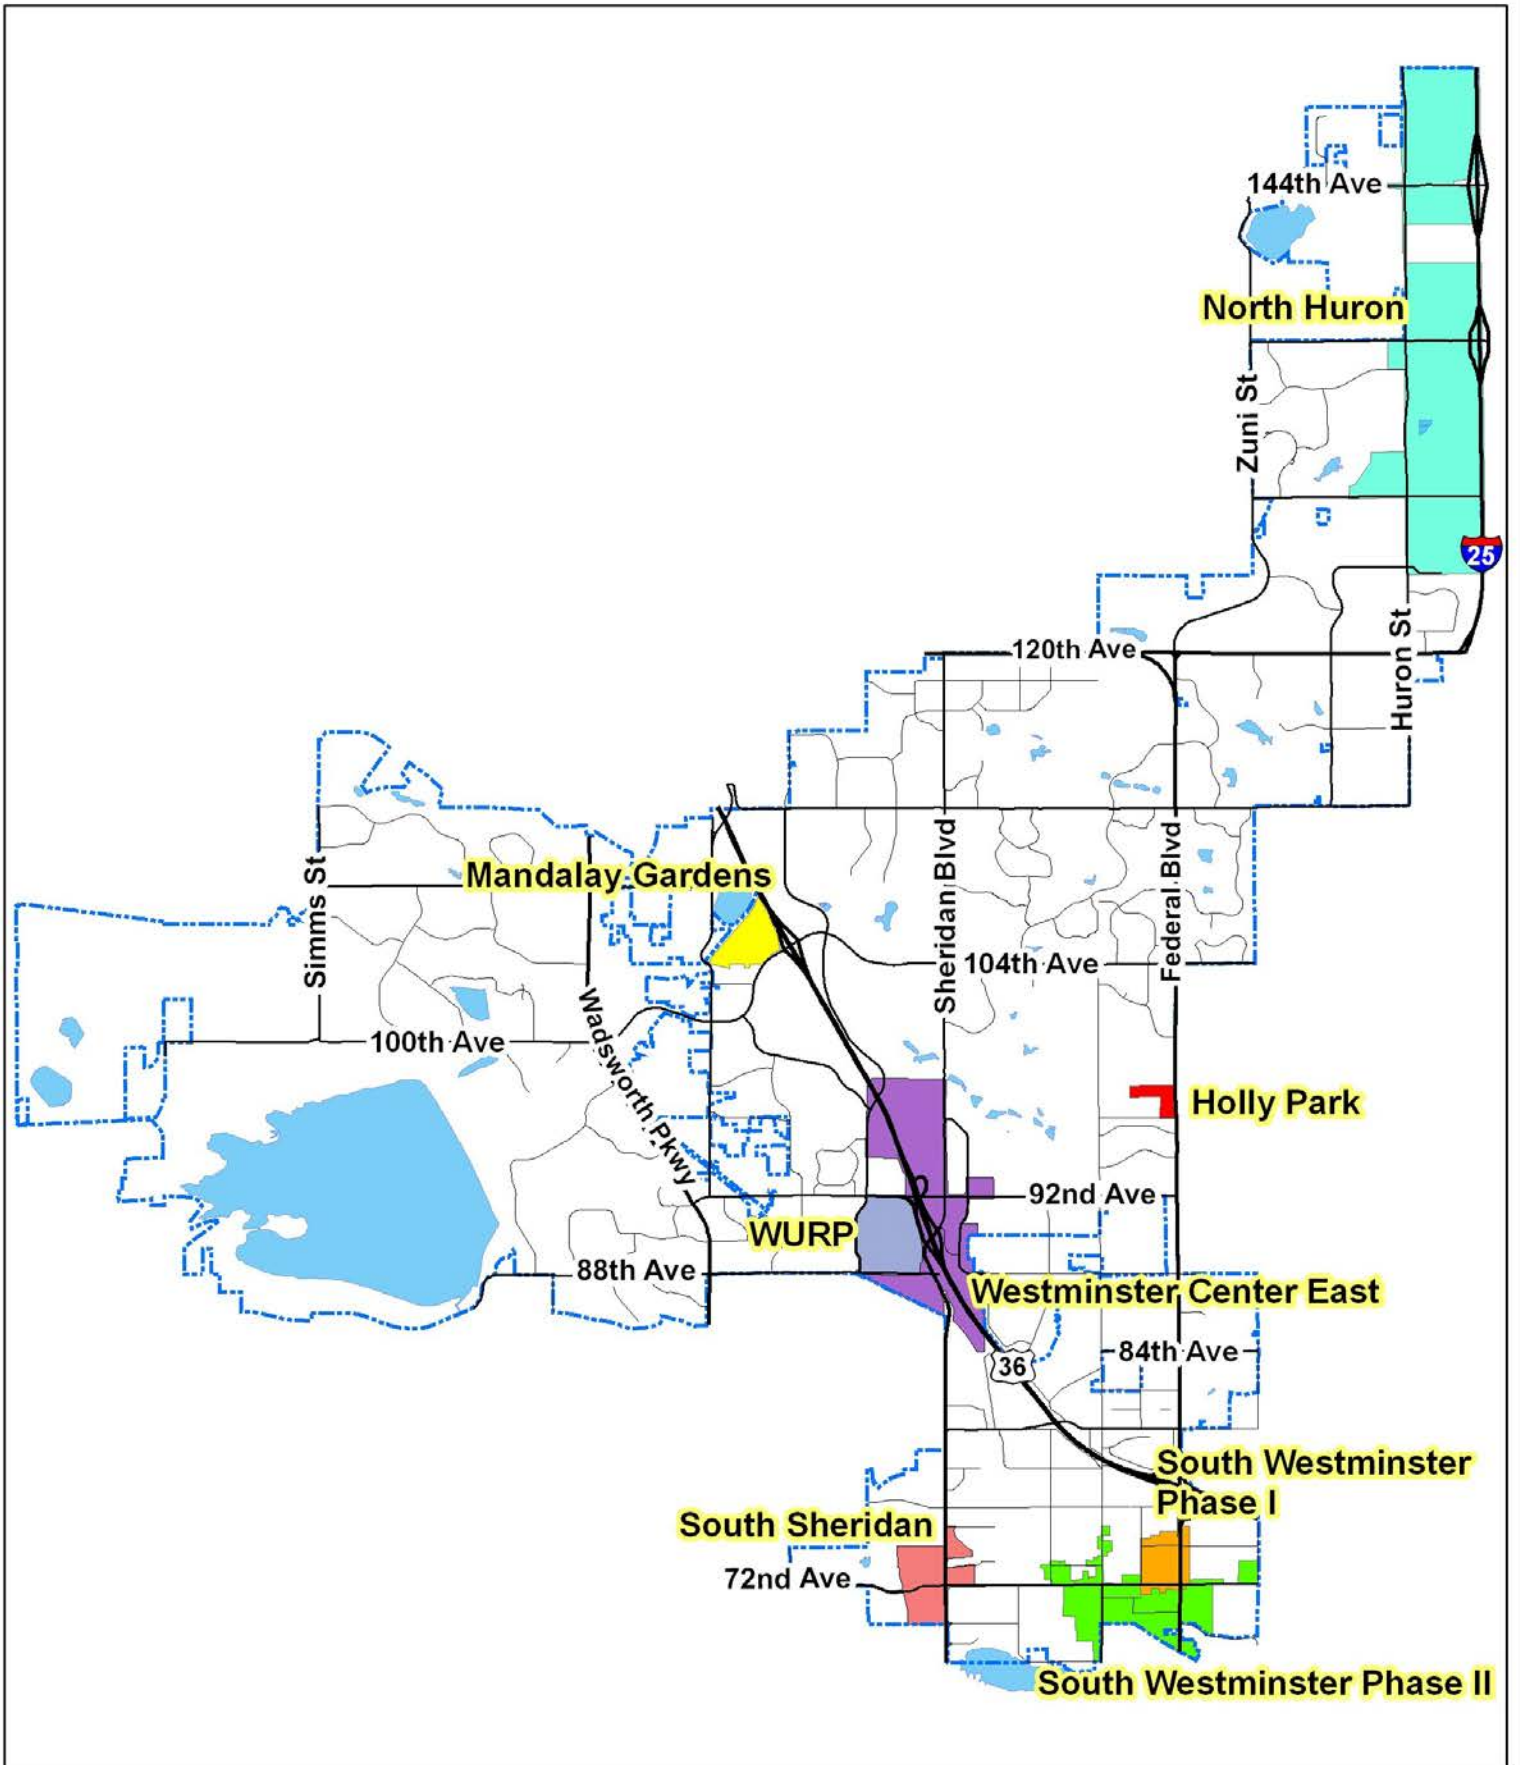 144th Ave
North Huron
Zuni St
25
Huron St
120th Ave
Mandalay Gardens
Simms St
Sheridan Blvd
Federal Blvd
104th Ave
100th Ave
Wadsworth Pkwy
Holly Park
92nd Ave
WURP
88th Ave
Westminster Center East
84th Ave
36
South Westminster
Phase I
South Sheridan
72nd Ave
South Westminster Phase II